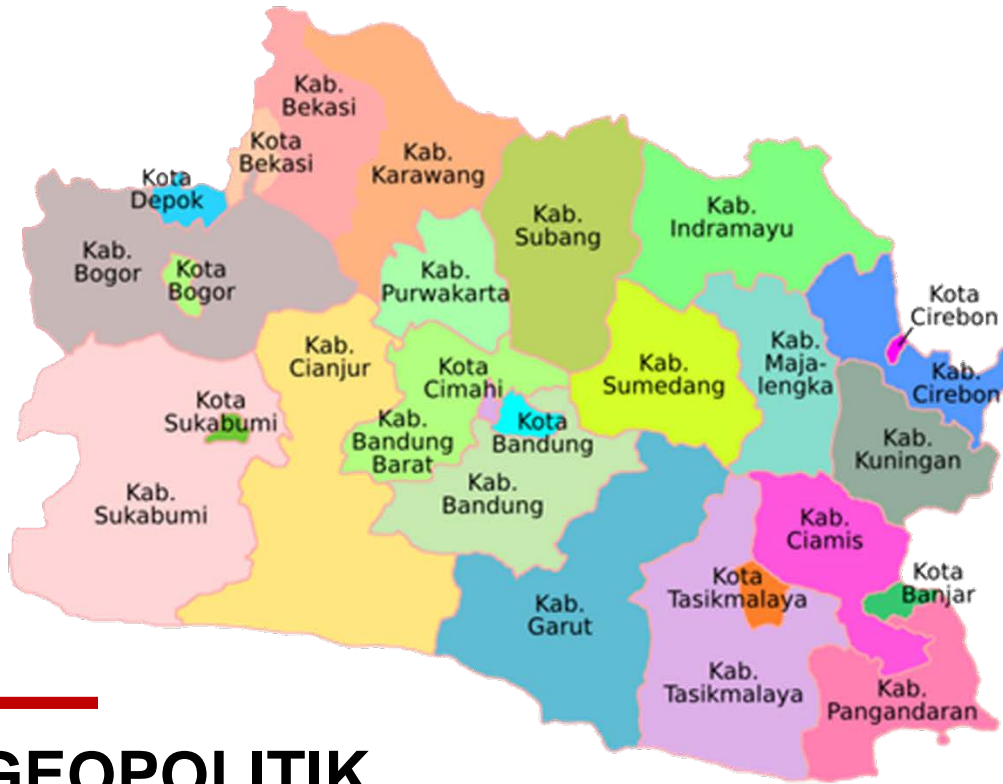 Kab.
Bekasi
Kota
Bekasi
Kab.
Karawang
Kota
Depok
Kab.
Bogor
Kota
Bogor
Kab.
Purwakarta
Kab.
Subang
Kab.
Indramayu
Kota
Cirebon
Kab.
Cirebon
Kab.
Cianjur
Kota
Cimahi
Kab.
Sumedang
Kab.
Maja-
lengka
Kota
Sukabumi
Kab.
Bandung
Barat
Kota
Bandung
Kab.
Kuningan
Kab.
Sukabumi
Kab.
Bandung
Kab.
Ciamis
Kota
Banjar
Kab.
Garut
Kota
Tasikmalaya
Kab.
Tasikmalaya
Kab.
Pangandaran
GEOPOLITIK